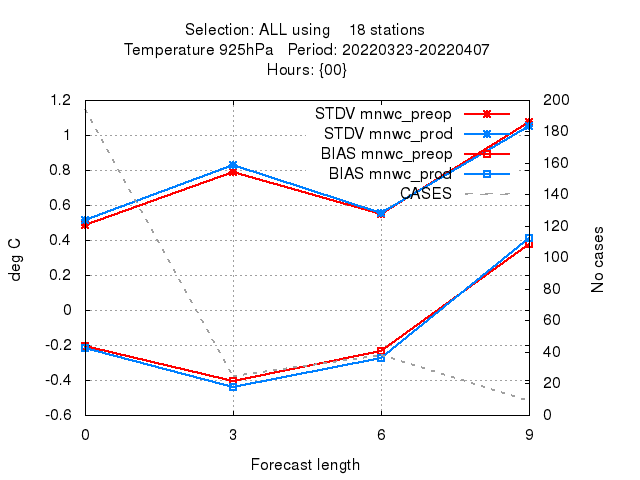 Selection: ALL using    18 stations
Temperature 925hPa   Period: 20220323-20220407
Hours: {00}
STDV mnwc_preop
STDV mnwc_prod
BIAS mnwc_preop
BIAS mnwc_prod
CASES
1.2
1
0.8
0.6
0.4
0.2
0
-0.2
-0.4
-0.6
deg C
200
180
160
140
120
100
80
60
40
20
0
No cases
0 3 6 9
Forecast length